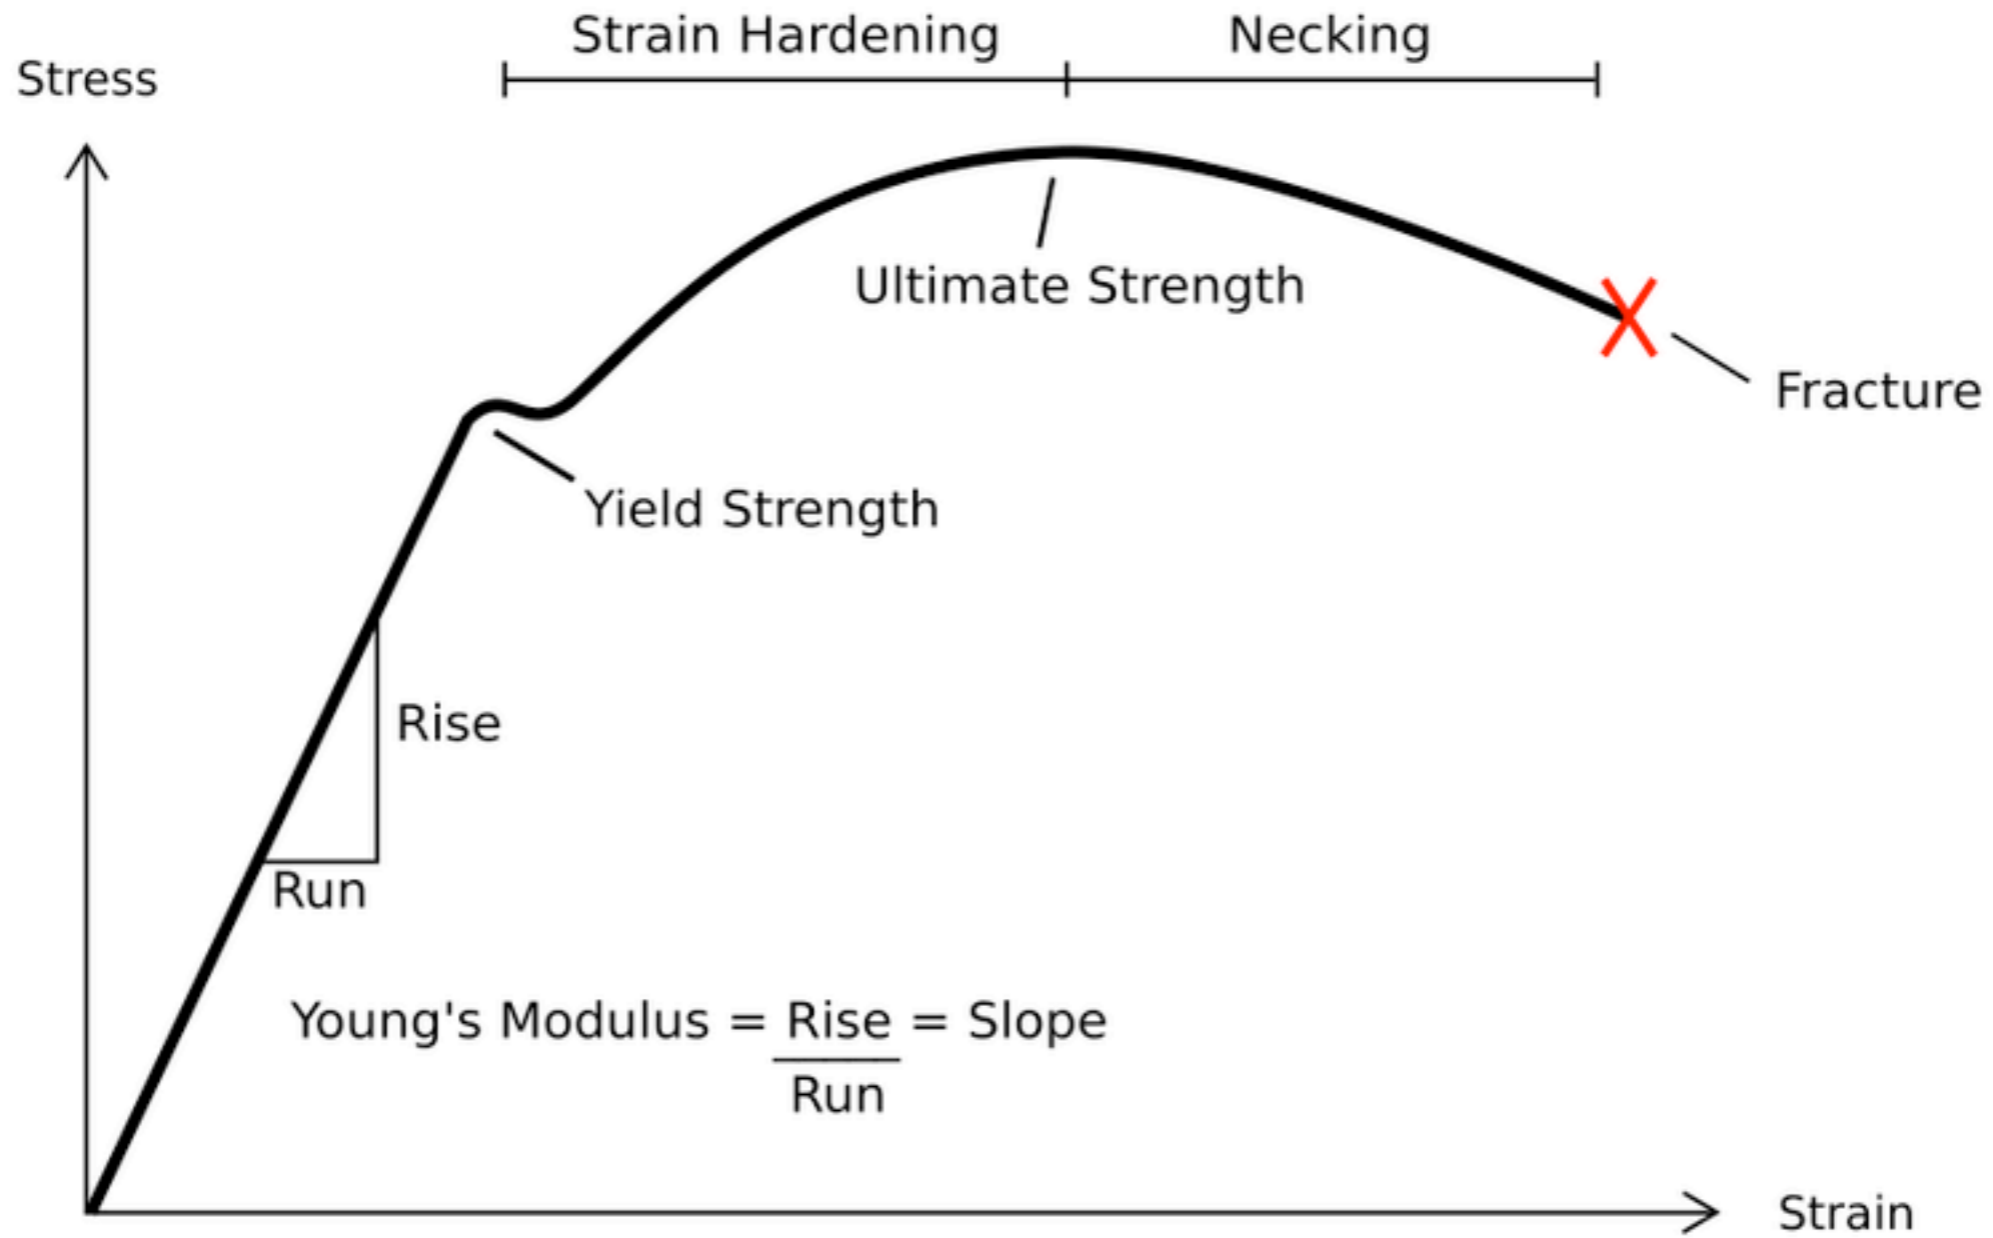 Strain Hardening
Necking
Stress
Ultimate Strength
Fracture
Yield Strength
Rise
Run
Young's Modulus = Rise = Slope
Run
Strain